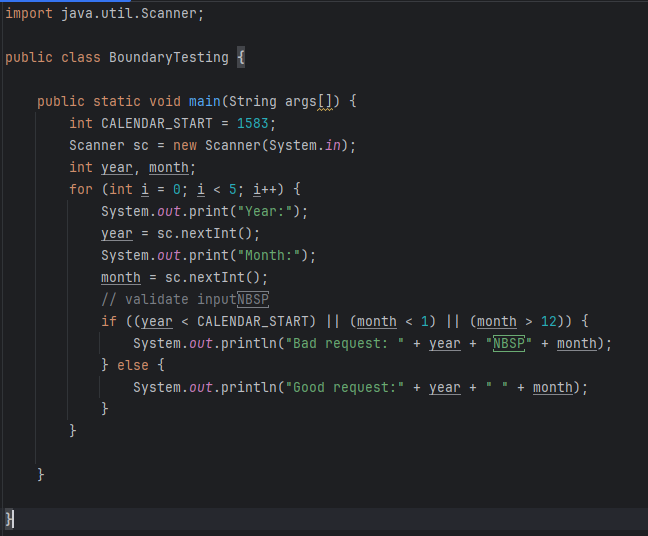 import java.util.Scanner;
public class BoundaryTesting {
public static void main(String args[]) {
int CALENDAR_START = 1583;
Scanner sc = new Scanner(System.in);
int year, month;
for (int i = 0; i < 5; i++) {
System.out.print("Year:");
year = sc.nextInt();
System.out.print("Month:");
month = sc.nextInt();
// validate inputNBSP
if ((year < CALENDAR_START) || (month < 1) || (month > 12)) {
System.out.println("Bad request: " + year + "NBSP" + month);
} else {
System.out.println("Good request:" + year + " " + month);
}
}
}
}